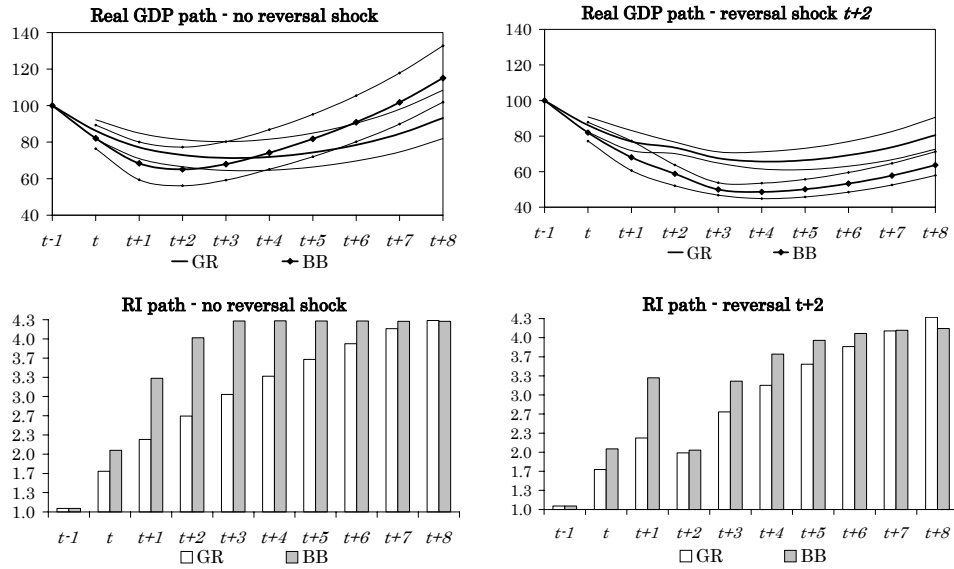 Real GDP path - no reversal shock
140
120
100
80
60
40
t-1 t t+1 t+2 t+3 t+4 t+5 t+6 t+7 t+8
GR BB
Real GDP path - reversal shock t+2
140
120
100
80
60
40
t-1 t t+1 t+2 t+3 t+4 t+5 t+6 t+7 t+8
GR BB
RI path - no reversal shock
4.3
4.0
3.7
3.3
3.0
2.7
2.3
2.0
1.7
1.3
1.0
t-1 t t+1 t+2 t+3 t+4 t+5 t+6 t+7 t+8
GR BB
RI path - reversal t+2
4.3
4.0
3.7
3.3
3.0
2.7
2.3
2.0
1.7
1.3
1.0
t-1 t t+1 t+2 t+3 t+4 t+5 t+6 t+7 t+8
GR BB